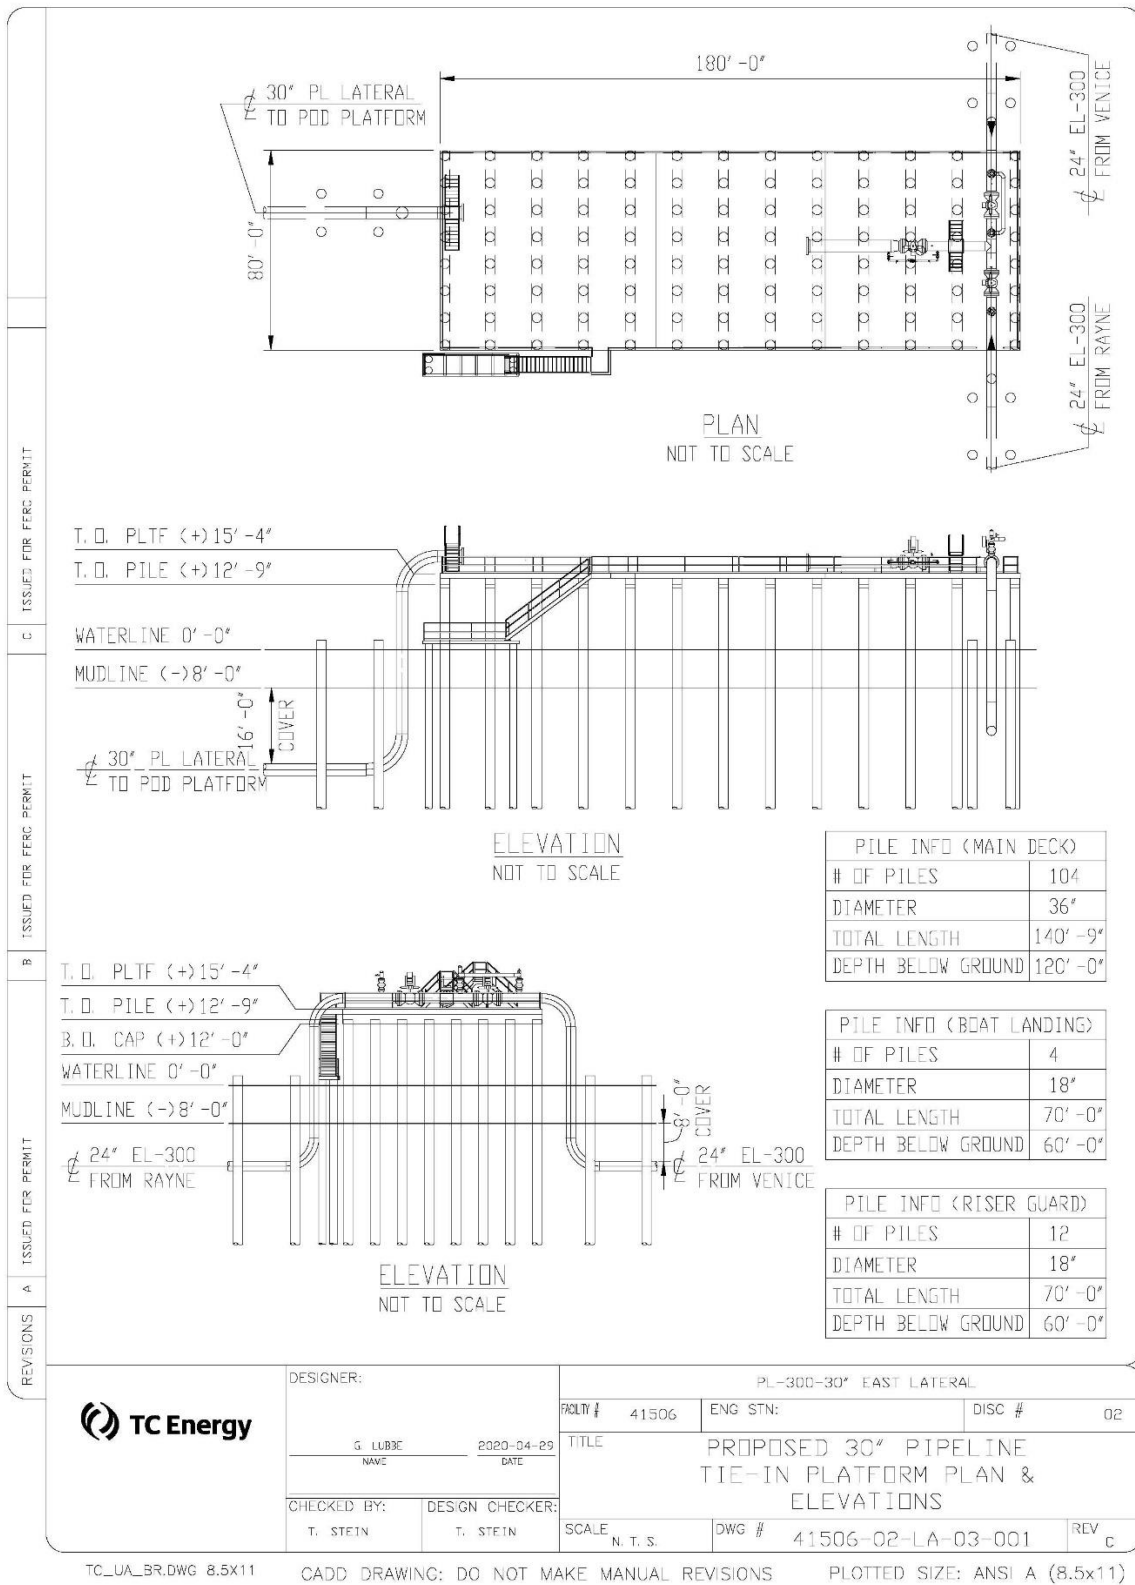 180'-0"
℄ 30" PL LATERAL
TO POD PLATFORM
℄ 24" EL-300
FROM VENICE
80'-0"
℄ 24" EL-300
FROM RAYNE
PLAN
NOT TO SCALE
T.O. PLTF (+)15'-4"
T.O. PILE (+)12'-9"
WATERLINE 0'-0"
MUDLINE (-)8'-0"
16'-0"
COVER
℄ 30" PL LATERAL
TO POD PLATFORM
ELEVATION
NOT TO SCALE
PILE INFO (MAIN DECK)
# OF PILES 104
DIAMETER 36"
TOTAL LENGTH 140'-9"
DEPTH BELOW GROUND 120'-0"
T.O. PLTF (+)15'-4"
T.O. PILE (+)12'-9"
B.O. CAP (+)12'-0"
WATERLINE 0'-0"
MUDLINE (-)8'-0"
℄ 24" EL-300
FROM RAYNE
8'-0"
COVER
℄ 24" EL-300
FROM VENICE
ELEVATION
NOT TO SCALE
PILE INFO (BOAT LANDING)
# OF PILES 4
DIAMETER 18"
TOTAL LENGTH 70'-0"
DEPTH BELOW GROUND 60'-0"
PILE INFO (RISER GUARD)
# OF PILES 12
DIAMETER 18"
TOTAL LENGTH 70'-0"
DEPTH BELOW GROUND 60'-0"
REVISIONS
A ISSUED FOR PERMIT
B ISSUED FOR FERC PERMIT
C ISSUED FOR FERC PERMIT
TC Energy
DESIGNER:
G. LUBBE 2020-04-29
NAME DATE
CHECKED BY: DESIGN CHECKER:
T. STEIN T. STEIN
PL-300-30" EAST LATERAL
FACILITY # 41506 ENG STN: DISC # 02
TITLE PROPOSED 30" PIPELINE
TIE-IN PLATFORM PLAN &
ELEVATIONS
SCALE N.T.S. DWG # 41506-02-LA-03-001 REV C
TC_UA_BR.DWG 8.5X11 CADD DRAWING: DO NOT MAKE MANUAL REVISIONS PLOTTED SIZE: ANSI A (8.5x11)